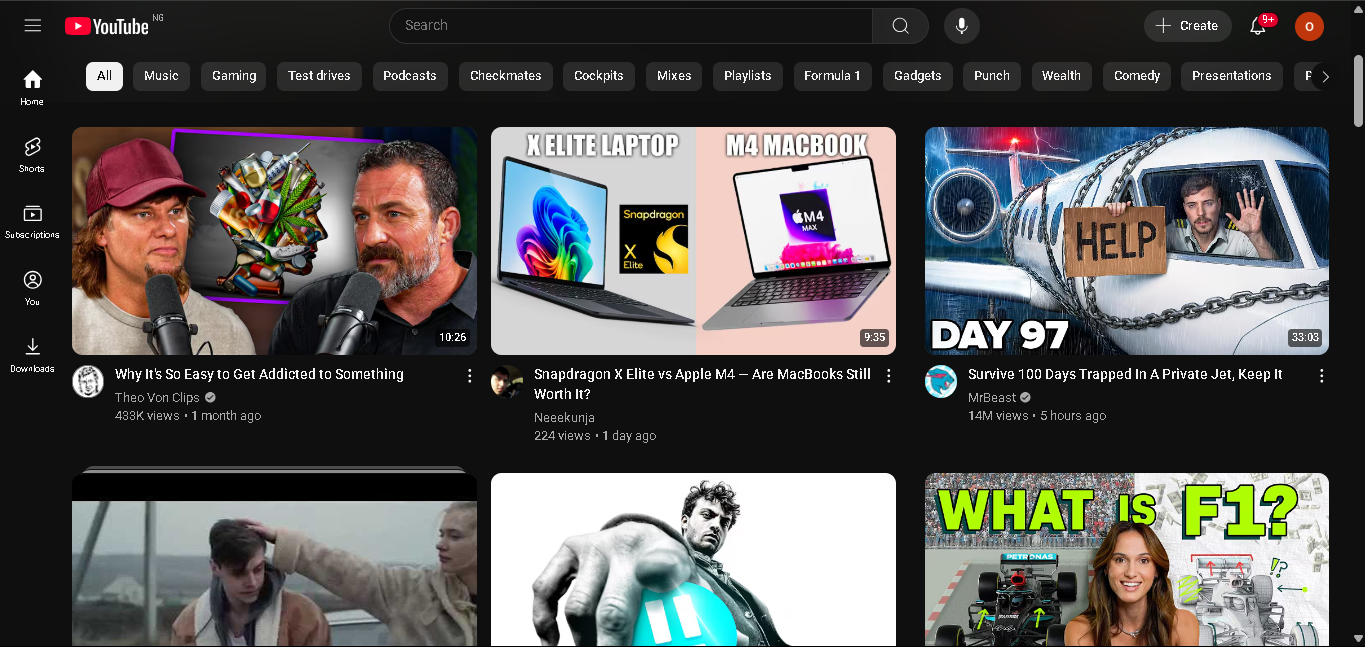 YouTube NG
Search
Create
9+
O
Home
Shorts
Subscriptions
You
Downloads
All
Music
Gaming
Test drives
Podcasts
Checkmates
Cockpits
Mixes
Playlists
Formula 1
Gadgets
Punch
Wealth
Comedy
Presentations
10:26
Why It's So Easy to Get Addicted to Something
Theo Von Clips
433K views • 1 month ago
X ELITE LAPTOP
M4 MACBOOK
Snapdragon
X
Elite
M4
MAX
9:35
Snapdragon X Elite vs Apple M4 — Are MacBooks Still
Worth It?
Neeekunja
224 views • 1 day ago
HELP
DAY 97
33:03
Survive 100 Days Trapped In A Private Jet, Keep It
MrBeast
14M views • 5 hours ago
WHAT IS F1?
PETRONAS
!?